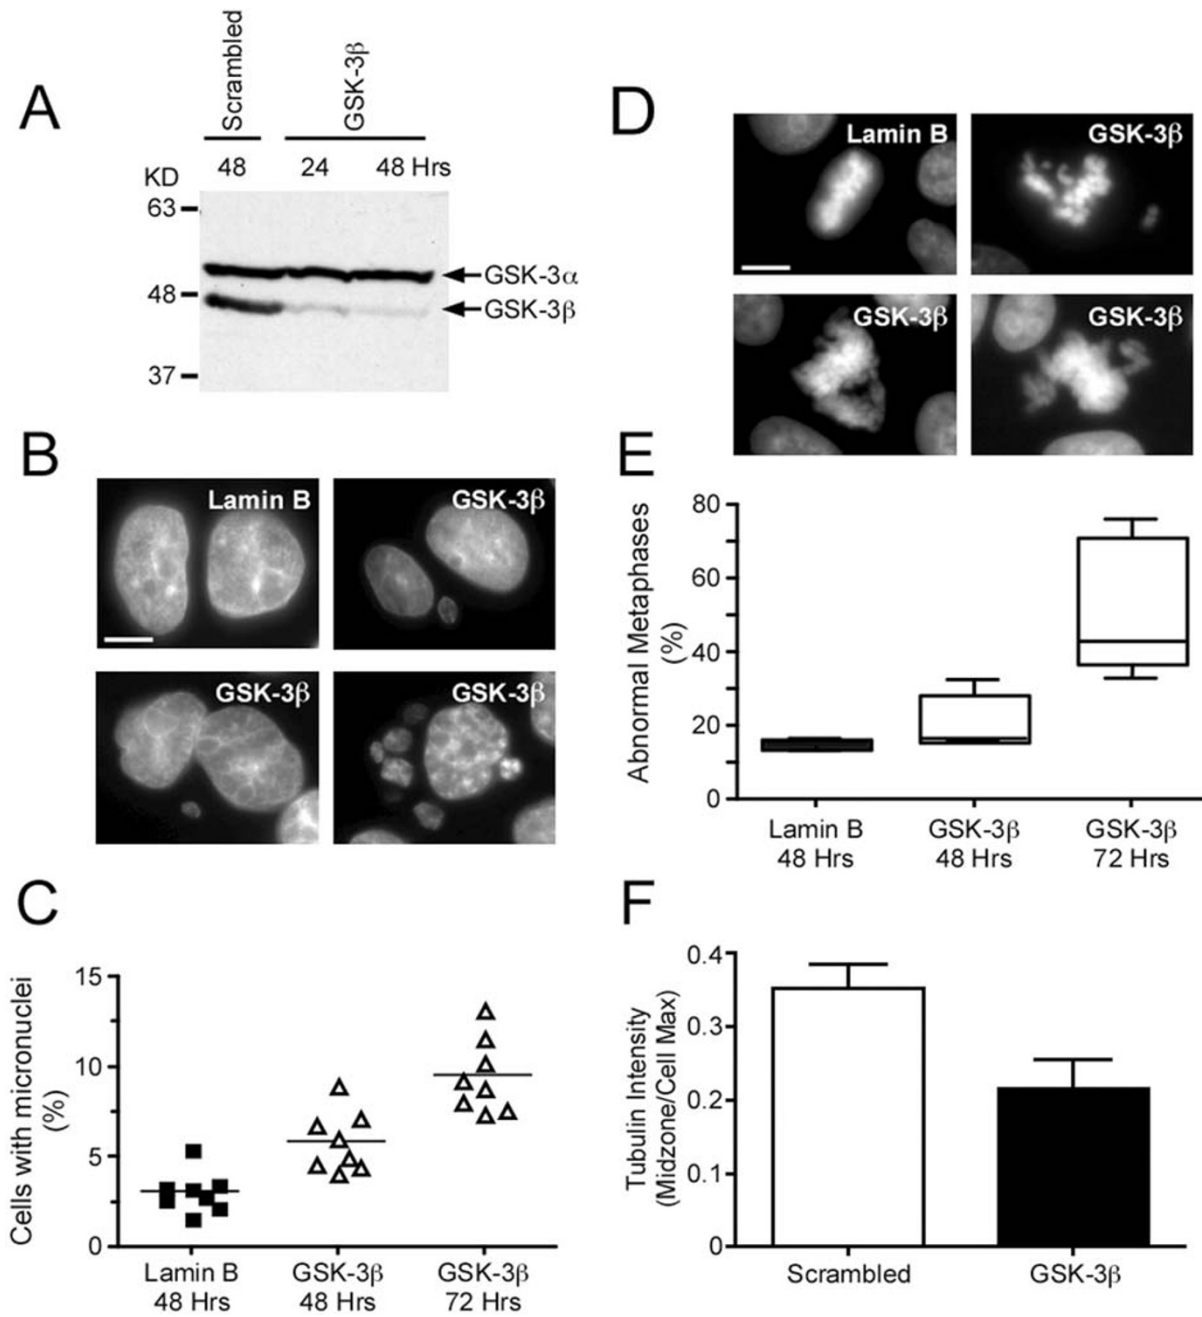 A
Scrambled
GSK-3β
48
24
48 Hrs
KD
63
48
37
GSK-3α
GSK-3β
B
Lamin B
GSK-3β
GSK-3β
GSK-3β
C
Cells with micronuclei
(%)
15
10
5
0
Lamin B
48 Hrs
GSK-3β
48 Hrs
GSK-3β
72 Hrs
D
Lamin B
GSK-3β
GSK-3β
GSK-3β
E
Abnormal Metaphases
(%)
80
60
40
20
0
Lamin B
48 Hrs
GSK-3β
48 Hrs
GSK-3β
72 Hrs
F
Tubulin Intensity
(Midzone/Cell Max)
0.4
0.3
0.2
0.1
0
Scrambled
GSK-3β